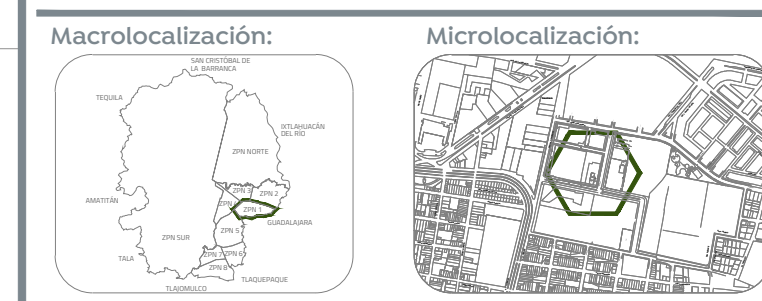 Macrolocalización:
Microlocalización:
SAN CRISTÓBAL DE
LA BARRANCA
TEQUILA
IXTLAHUACÁN
DEL RÍO
ZPN NORTE
ZPN 3
ZPN 2
AMATITÁN
ZPN 4
ZPN 1
GUADALAJARA
ZPN 5
ZPN SUR
TALA
ZPN 7
ZPN 6
ZPN 8
TLAQUEPAQUE
TLAJOMULCO